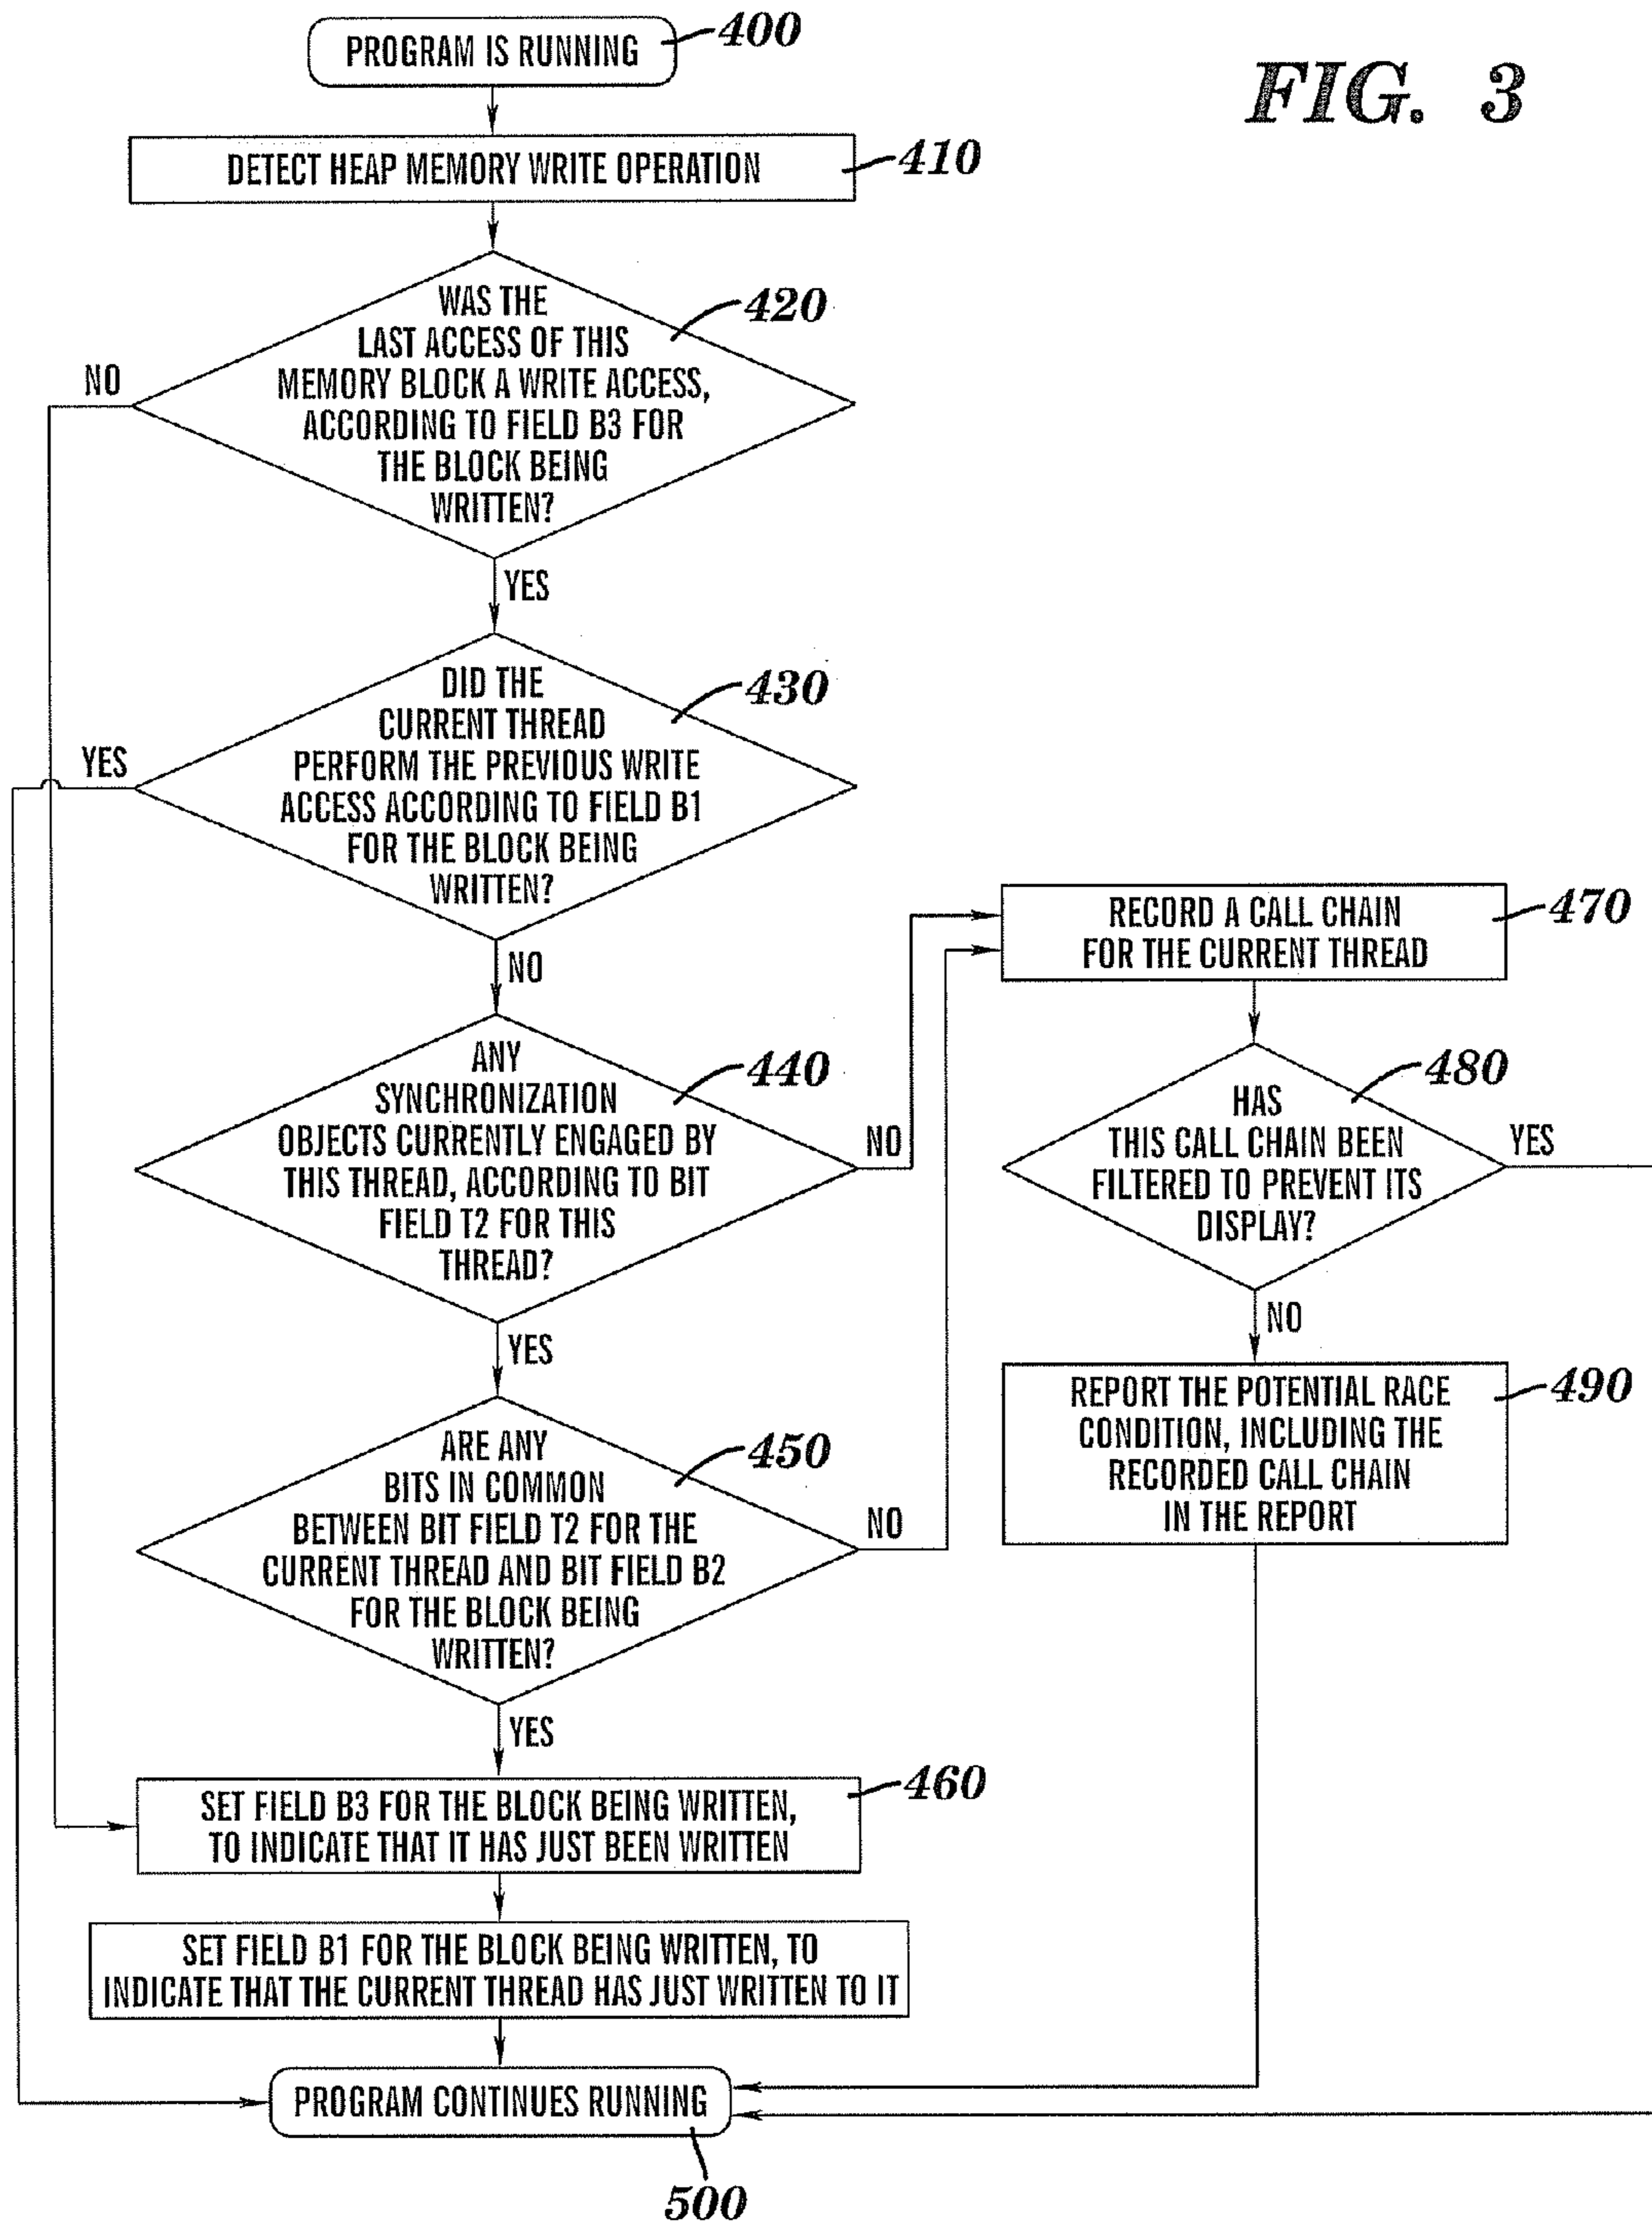 PROGRAM IS RUNNING
400
FIG. 3
DETECT HEAP MEMORY WRITE OPERATION
410
WAS THE
LAST ACCESS OF THIS
MEMORY BLOCK A WRITE ACCESS,
ACCORDING TO FIELD B3 FOR
THE BLOCK BEING
WRITTEN?
420
NO
YES
DID THE
CURRENT THREAD
PERFORM THE PREVIOUS WRITE
ACCESS ACCORDING TO FIELD B1
FOR THE BLOCK BEING
WRITTEN?
430
YES
NO
ANY
SYNCHRONIZATION
OBJECTS CURRENTLY ENGAGED BY
THIS THREAD, ACCORDING TO BIT
FIELD T2 FOR THIS
THREAD?
440
NO
YES
ARE ANY
BITS IN COMMON
BETWEEN BIT FIELD T2 FOR THE
CURRENT THREAD AND BIT FIELD B2
FOR THE BLOCK BEING
WRITTEN?
450
NO
YES
SET FIELD B3 FOR THE BLOCK BEING WRITTEN,
TO INDICATE THAT IT HAS JUST BEEN WRITTEN
460
SET FIELD B1 FOR THE BLOCK BEING WRITTEN, TO
INDICATE THAT THE CURRENT THREAD HAS JUST WRITTEN TO IT
RECORD A CALL CHAIN
FOR THE CURRENT THREAD
470
HAS
THIS CALL CHAIN BEEN
FILTERED TO PREVENT ITS
DISPLAY?
480
YES
NO
REPORT THE POTENTIAL RACE
CONDITION, INCLUDING THE
RECORDED CALL CHAIN
IN THE REPORT
490
PROGRAM CONTINUES RUNNING
500